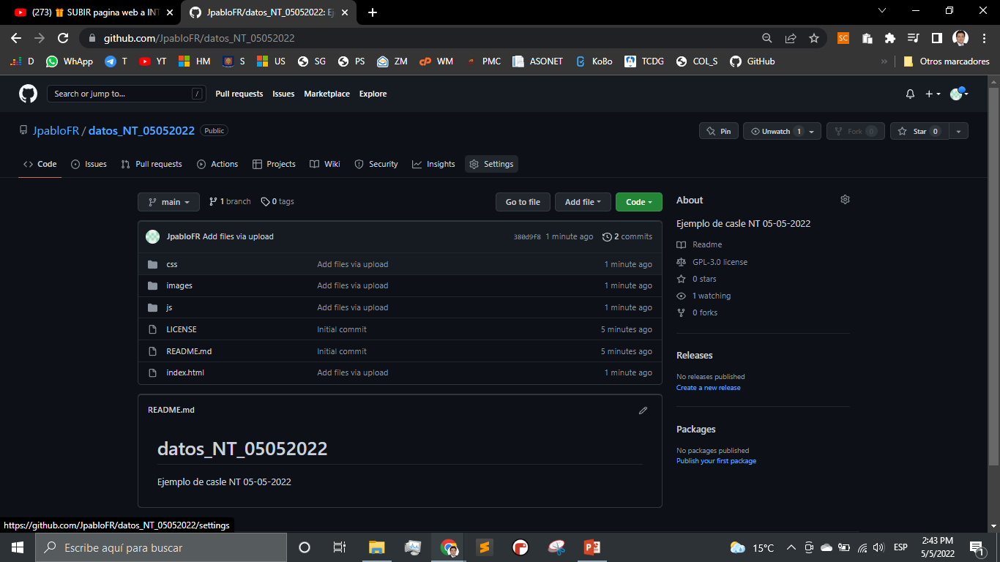 (273) 🎁 SUBIR pagina web a INT
JpabloFR/datos_NT_05052022: Ej
github.com/JpabloFR/datos_NT_05052022
SC
D WhApp T YT HM S US SG PS ZM WM PMC ASONET KoBo TCDG COL_S GitHub » Otros marcadores
Search or jump to... / Pull requests Issues Marketplace Explore
JpabloFR / datos_NT_05052022 Public Pin Unwatch 1 Fork 0 Star 0
Code Issues Pull requests Actions Projects Wiki Security Insights Settings
main 1 branch 0 tags Go to file Add file Code
JpabloFR Add files via upload 380d9f8 1 minute ago 2 commits
css Add files via upload 1 minute ago
images Add files via upload 1 minute ago
js Add files via upload 1 minute ago
LICENSE Initial commit 5 minutes ago
README.md Initial commit 5 minutes ago
index.html Add files via upload 1 minute ago
README.md
datos_NT_05052022
Ejemplo de casle NT 05-05-2022
About
Ejemplo de casle NT 05-05-2022
Readme
GPL-3.0 license
0 stars
1 watching
0 forks
Releases
No releases published
Create a new release
Packages
No packages published
Publish your first package
https://github.com/JpabloFR/datos_NT_05052022/settings
Escribe aquí para buscar
15°C ESP
2:43 PM
5/5/2022
1